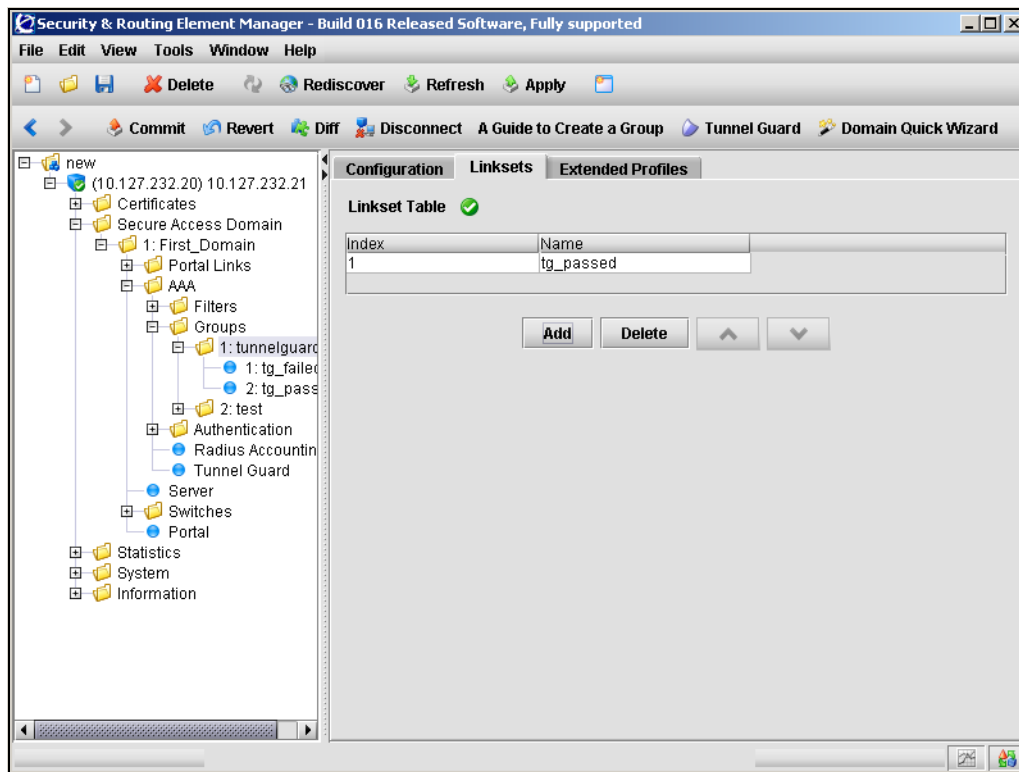 Security & Routing Element Manager - Build 016 Released Software, Fully supported
File Edit View Tools Window Help
Delete Rediscover Refresh Apply
Commit Revert Diff Disconnect A Guide to Create a Group Tunnel Guard Domain Quick Wizard
new
(10.127.232.20) 10.127.232.21
Certificates
Secure Access Domain
1: First_Domain
Portal Links
AAA
Filters
Groups
1: tunnelguard
1: tg_failed
2: tg_pass
2: test
Authentication
Radius Accountin
Tunnel Guard
Server
Switches
Portal
Statistics
System
Information
Configuration Linksets Extended Profiles
Linkset Table
Index Name
1 tg_passed
Add Delete